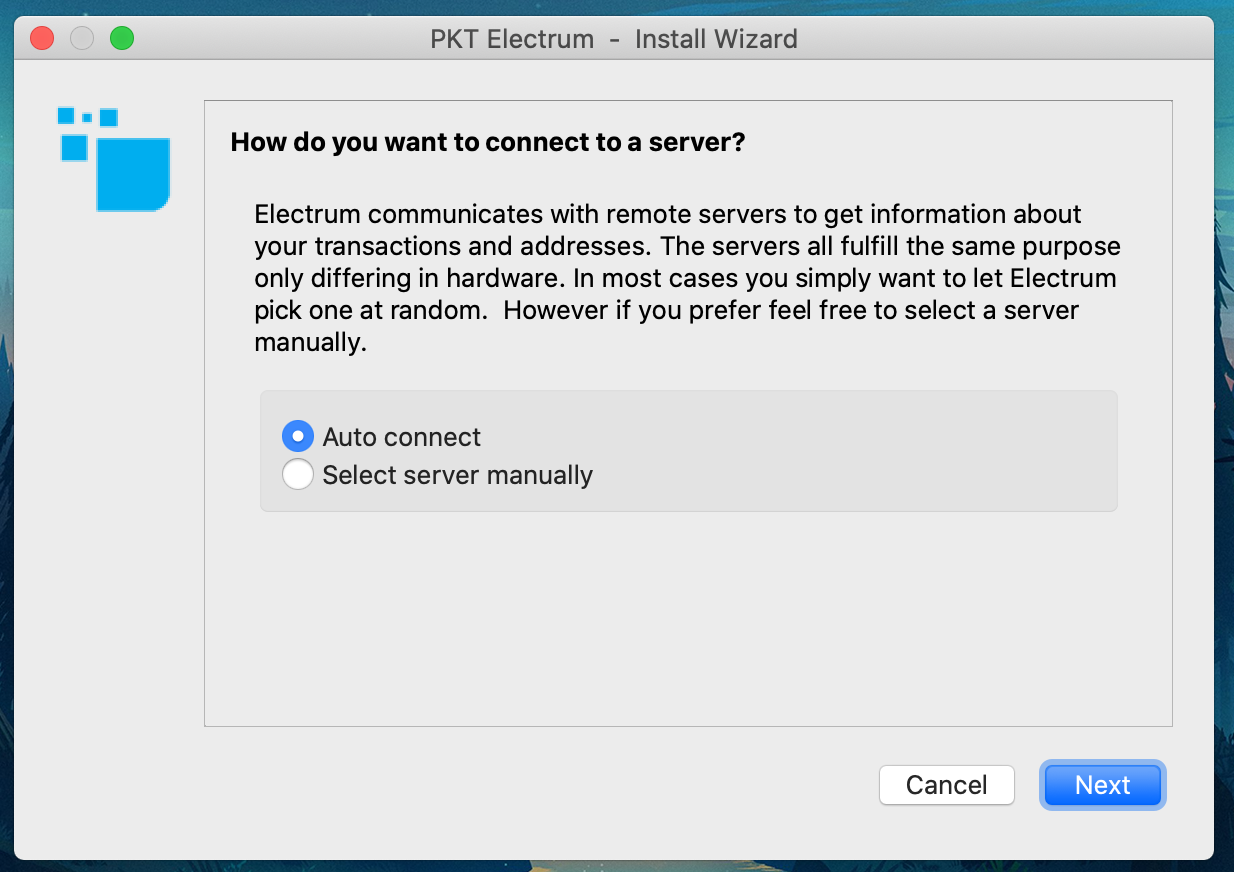 PKT Electrum  -  Install Wizard
How do you want to connect to a server?
Electrum communicates with remote servers to get information about
your transactions and addresses. The servers all fulfill the same purpose
only differing in hardware. In most cases you simply want to let Electrum
pick one at random.  However if you prefer feel free to select a server
manually.
Auto connect
Select server manually
Cancel
Next